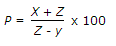 P = X + Z / Z - y x 100